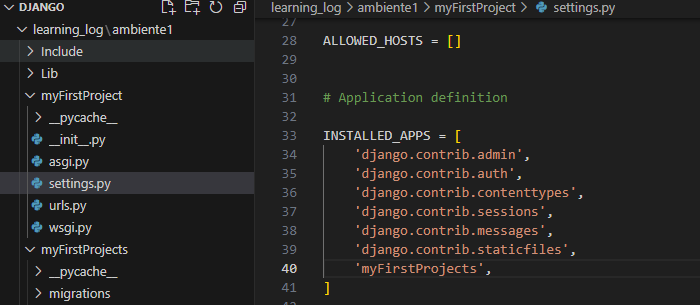 DJANGO
learning_log\ambiente1
Include
Lib
myFirstProject
__pycache__
__init__.py
asgi.py
settings.py
urls.py
wsgi.py
myFirstProjects
__pycache__
migrations
learning_log > ambiente1 > myFirstProject > settings.py
27
28 ALLOWED_HOSTS = []
29
30
31 # Application definition
32
33 INSTALLED_APPS = [
34     'django.contrib.admin',
35     'django.contrib.auth',
36     'django.contrib.contenttypes',
37     'django.contrib.sessions',
38     'django.contrib.messages',
39     'django.contrib.staticfiles',
40     'myFirstProjects',
41 ]
42